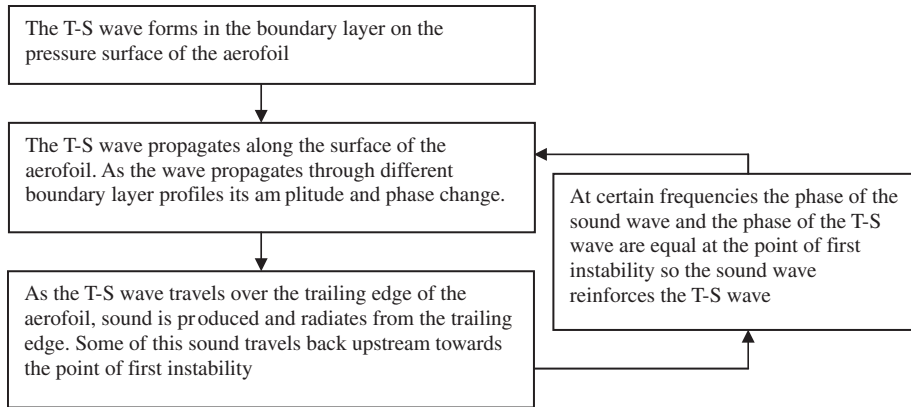 The T-S wave forms in the boundary layer on the
pressure surface of the aerofoil
The T-S wave propagates along the surface of the
aerofoil. As the wave propagates through different
boundary layer profiles its am plitude and phase change.
At certain frequencies the phase of the
sound wave and the phase of the T-S
wave are equal at the point of first
instability so the sound wave
reinforces the T-S wave
As the T-S wave travels over the trailing edge of the
aerofoil, sound is produced and radiates from the trailing
edge. Some of this sound travels back upstream towards
the point of first instability